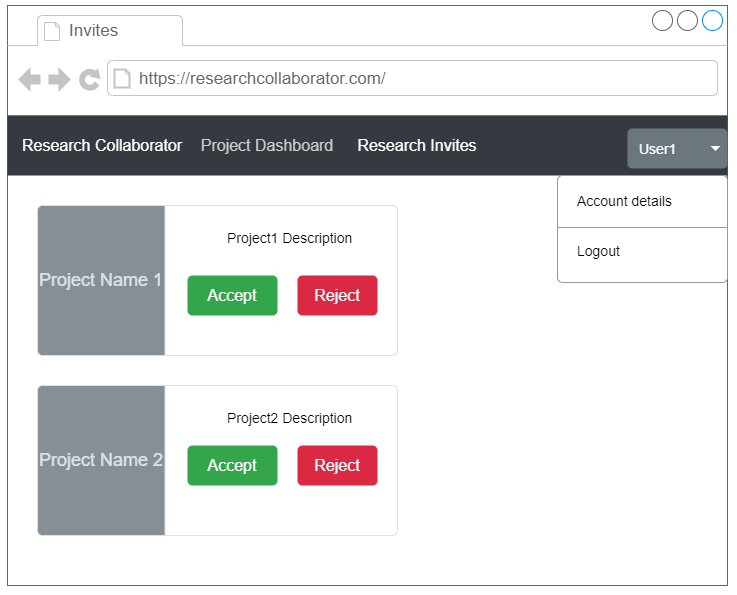 Invites
https://researchcollaborator.com/
Research Collaborator Project Dashboard Research Invites User1
Account details
Logout
Project Name 1
Project1 Description
Accept Reject
Project Name 2
Project2 Description
Accept Reject